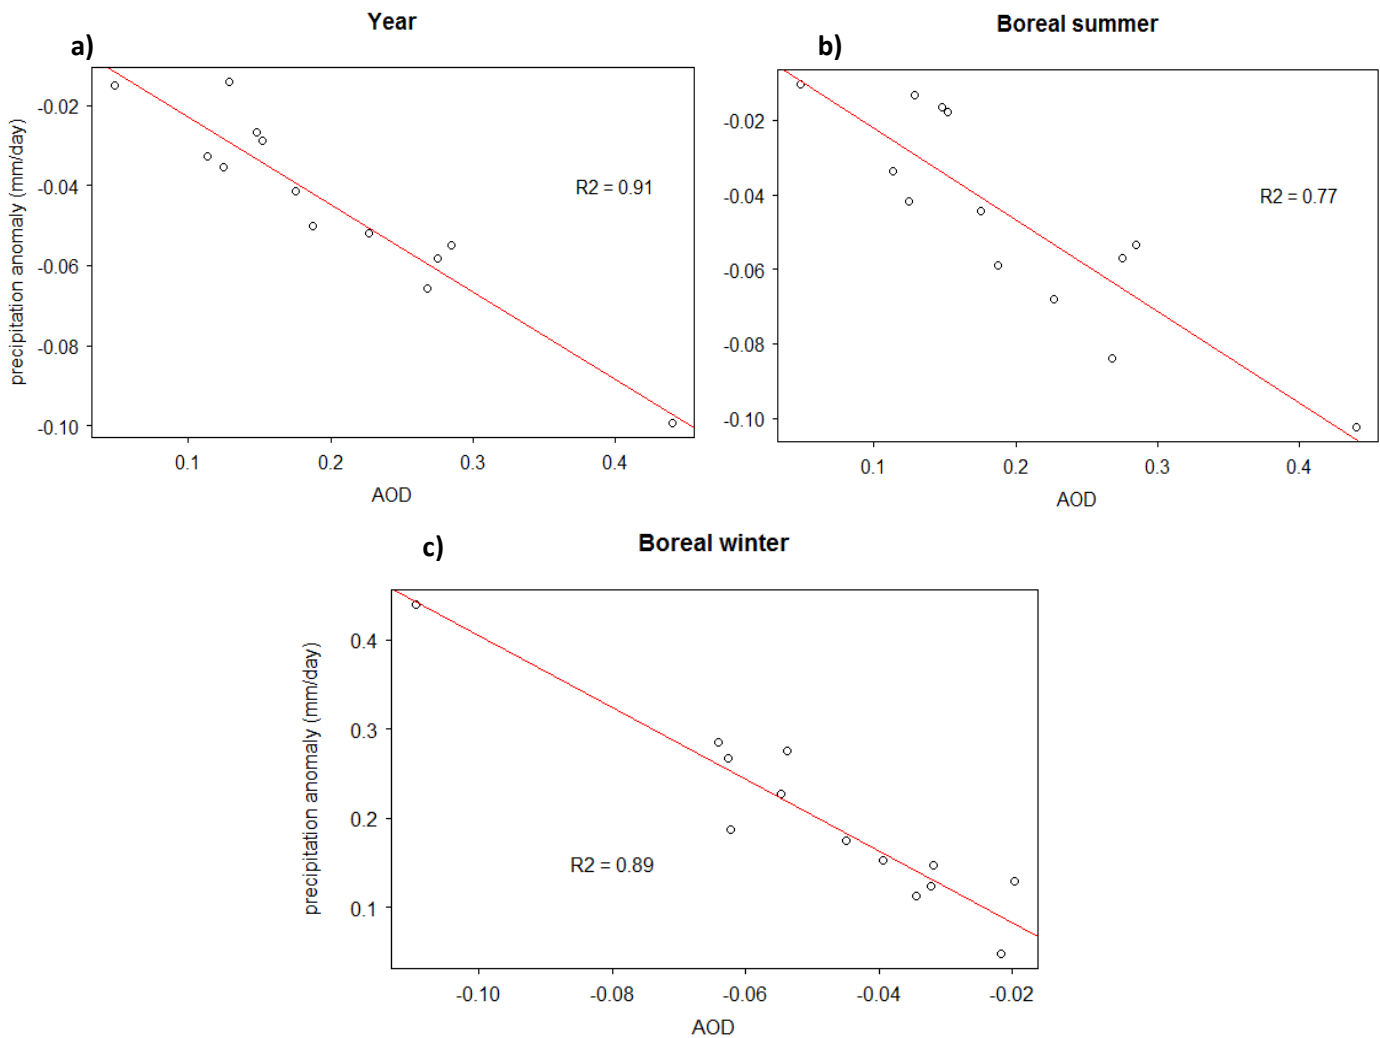 Year
a)
precipitation anomaly (mm/day)
-0.02
-0.04
-0.06
-0.08
-0.10
R2 = 0.91
0.1 0.2 0.3 0.4
AOD
Boreal summer
b)
-0.02
-0.04
-0.06
-0.08
-0.10
R2 = 0.77
0.1 0.2 0.3 0.4
AOD
Boreal winter
c)
precipitation anomaly (mm/day)
0.4
0.3
0.2
0.1
R2 = 0.89
-0.10 -0.08 -0.06 -0.04 -0.02
AOD